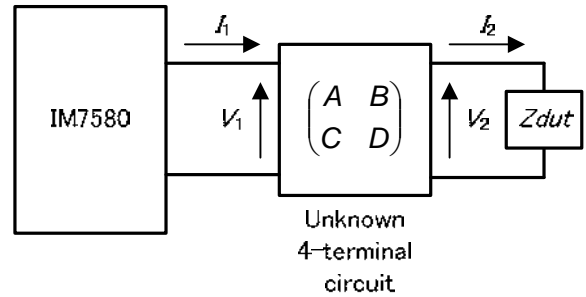 I1
I2
IM7580
V1
A B
C D
V2
Zdut
Unknown
4-terminal
circuit